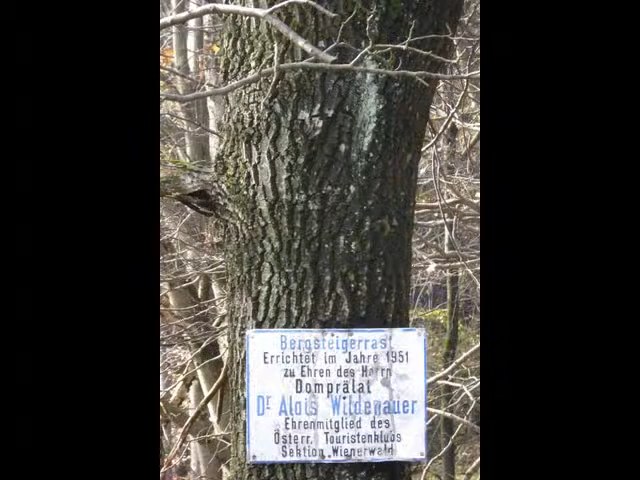 Bergsteigerrast
Errichtet im Jahre 1951
zu Ehren des Herrn
Domprälat
Dr Alois Wildenauer
Ehrenmitglied des
Österr. Touristenklubs
Sektion Wienerwald